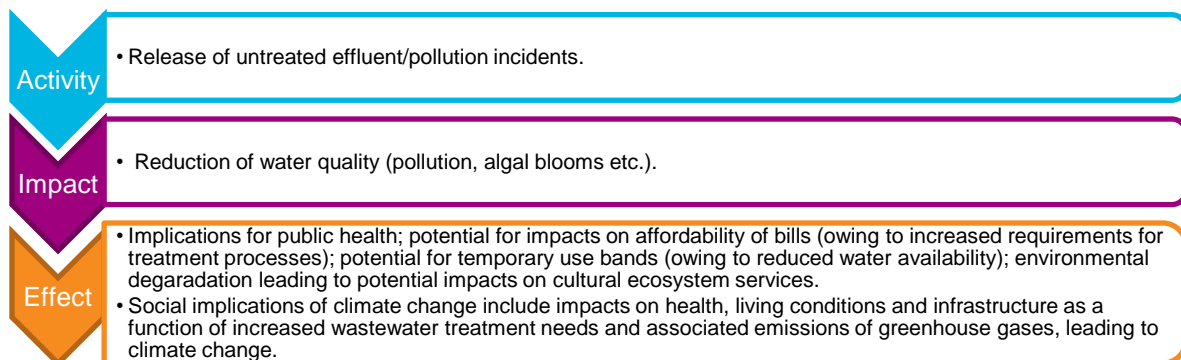 Activity
• Release of untreated effluent/pollution incidents.
Impact
• Reduction of water quality (pollution, algal blooms etc.).
Effect
• Implications for public health; potential for impacts on affordability of bills (owing to increased requirements for
treatment processes); potential for temporary use bands (owing to reduced water availability); environmental
degaradation leading to potential impacts on cultural ecosystem services.
• Social implications of climate change include impacts on health, living conditions and infrastructure as a
function of increased wastewater treatment needs and associated emissions of greenhouse gases, leading to
climate change.